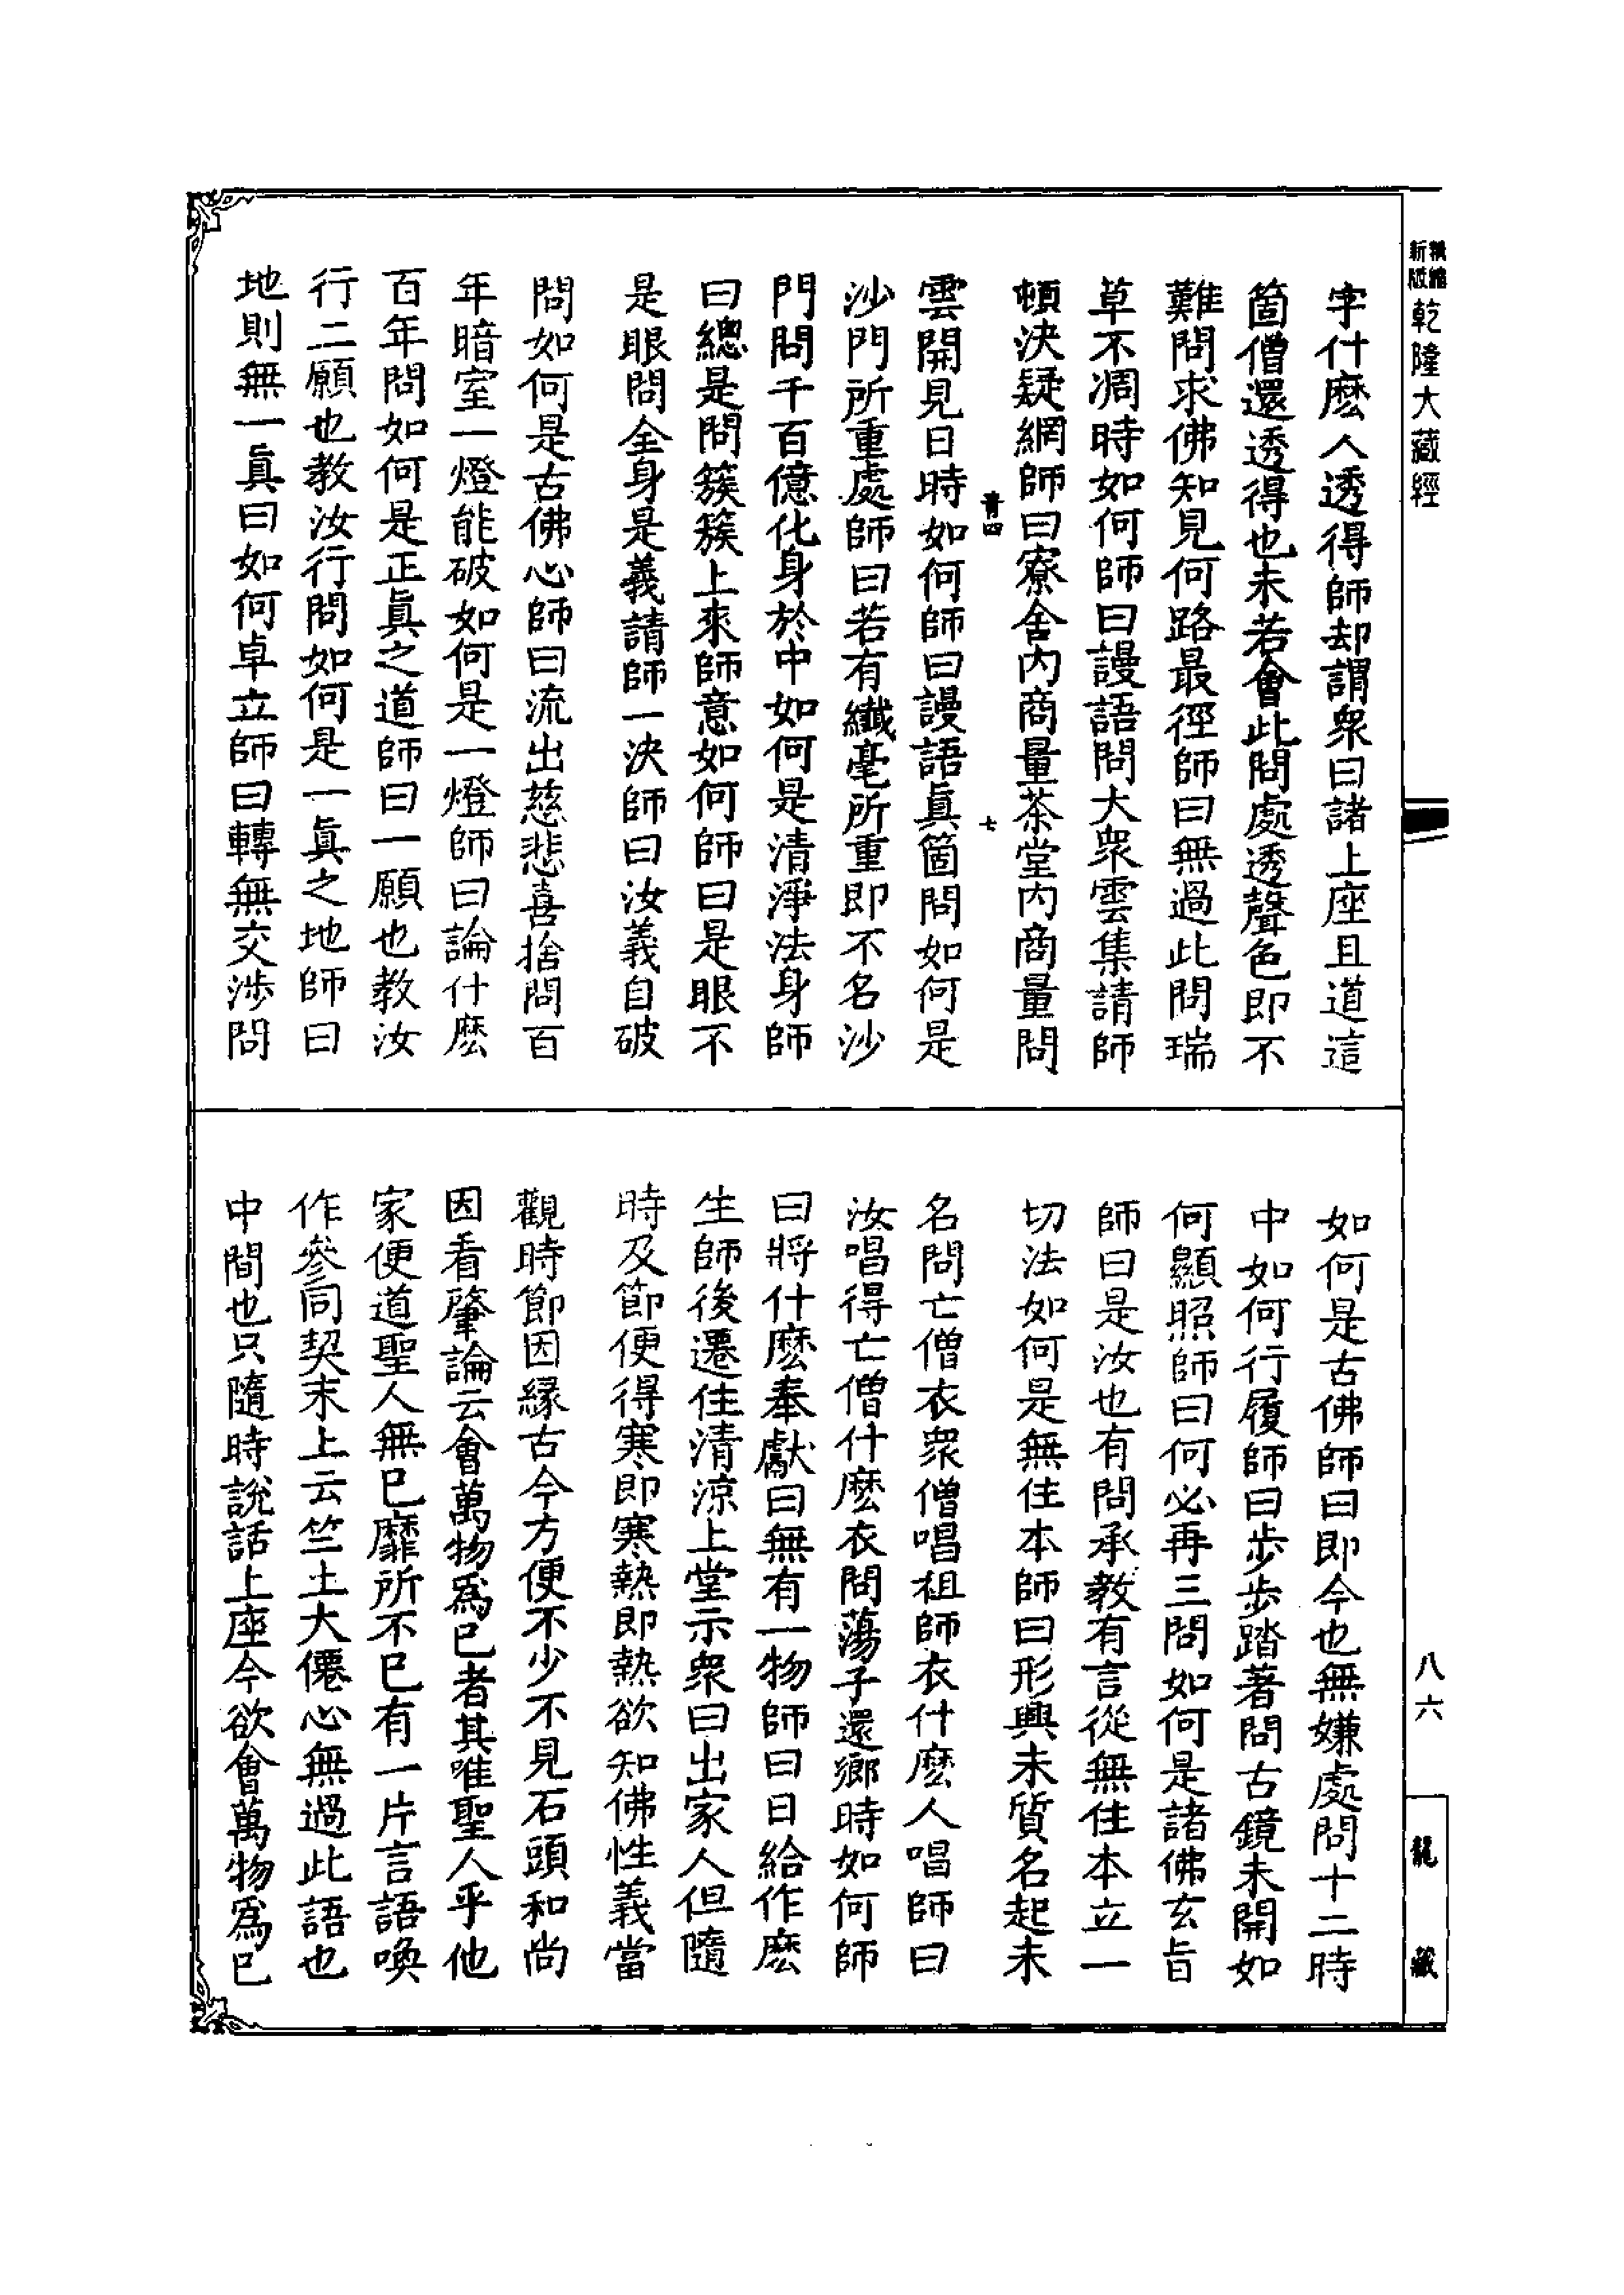 精縮
新版
乾隆大藏經
八六
龍藏
字什麽人透得師却謂衆曰諸上座且道這
箇僧還透得也未若會此問處透聲色即不
難問求佛知見何路最徑師曰無過此問瑞
草不凋時如何師曰謾語問大衆雲集請師
頓決疑網師曰寮舍内商量茶堂内商量問
青四
七
雲開見日時如何師曰謾語眞箇問如何是
沙門所重處師曰若有纖毫所重即不名沙
門問千百億化身於中如何是清淨法身師
曰總是問簇簇上來師意如何師曰是眼不
是眼問全身是義請師一決師曰汝義自破
問如何是古佛心師曰流出慈悲喜捨問百
年暗室一燈能破如何是一燈師曰論什麽
百年問如何是正眞之道師曰一願也教汝
行二願也教汝行問如何是一眞之地師曰
地則無一眞曰如何卓立師曰轉無交涉問
如何是古佛師曰即今也無嫌處問十二時
中如何行履師曰步步踏著問古鏡未開如
何顯照師曰何必再三問如何是諸佛玄旨
師曰是汝也有問承教有言從無住本立一
切法如何是無住本師曰形興未質名起未
名問亡僧衣衆僧唱祖師衣什麽人唱師曰
汝唱得亡僧什麽衣問蕩子還鄉時如何師
曰將什麽奉獻曰無有一物師曰日給作麽
生師後遷住清涼上堂示衆曰出家人但隨
時及節便得寒即寒熱即熱欲知佛性義當
觀時節因緣古今方便不少不見石頭和尚
因看肇論云會萬物爲已者其唯聖人乎他
家便道聖人無已靡所不已有一片言語喚
作參同契末上云竺土大僊心無過此語也
中間也只隨時說話上座今欲會萬物爲已